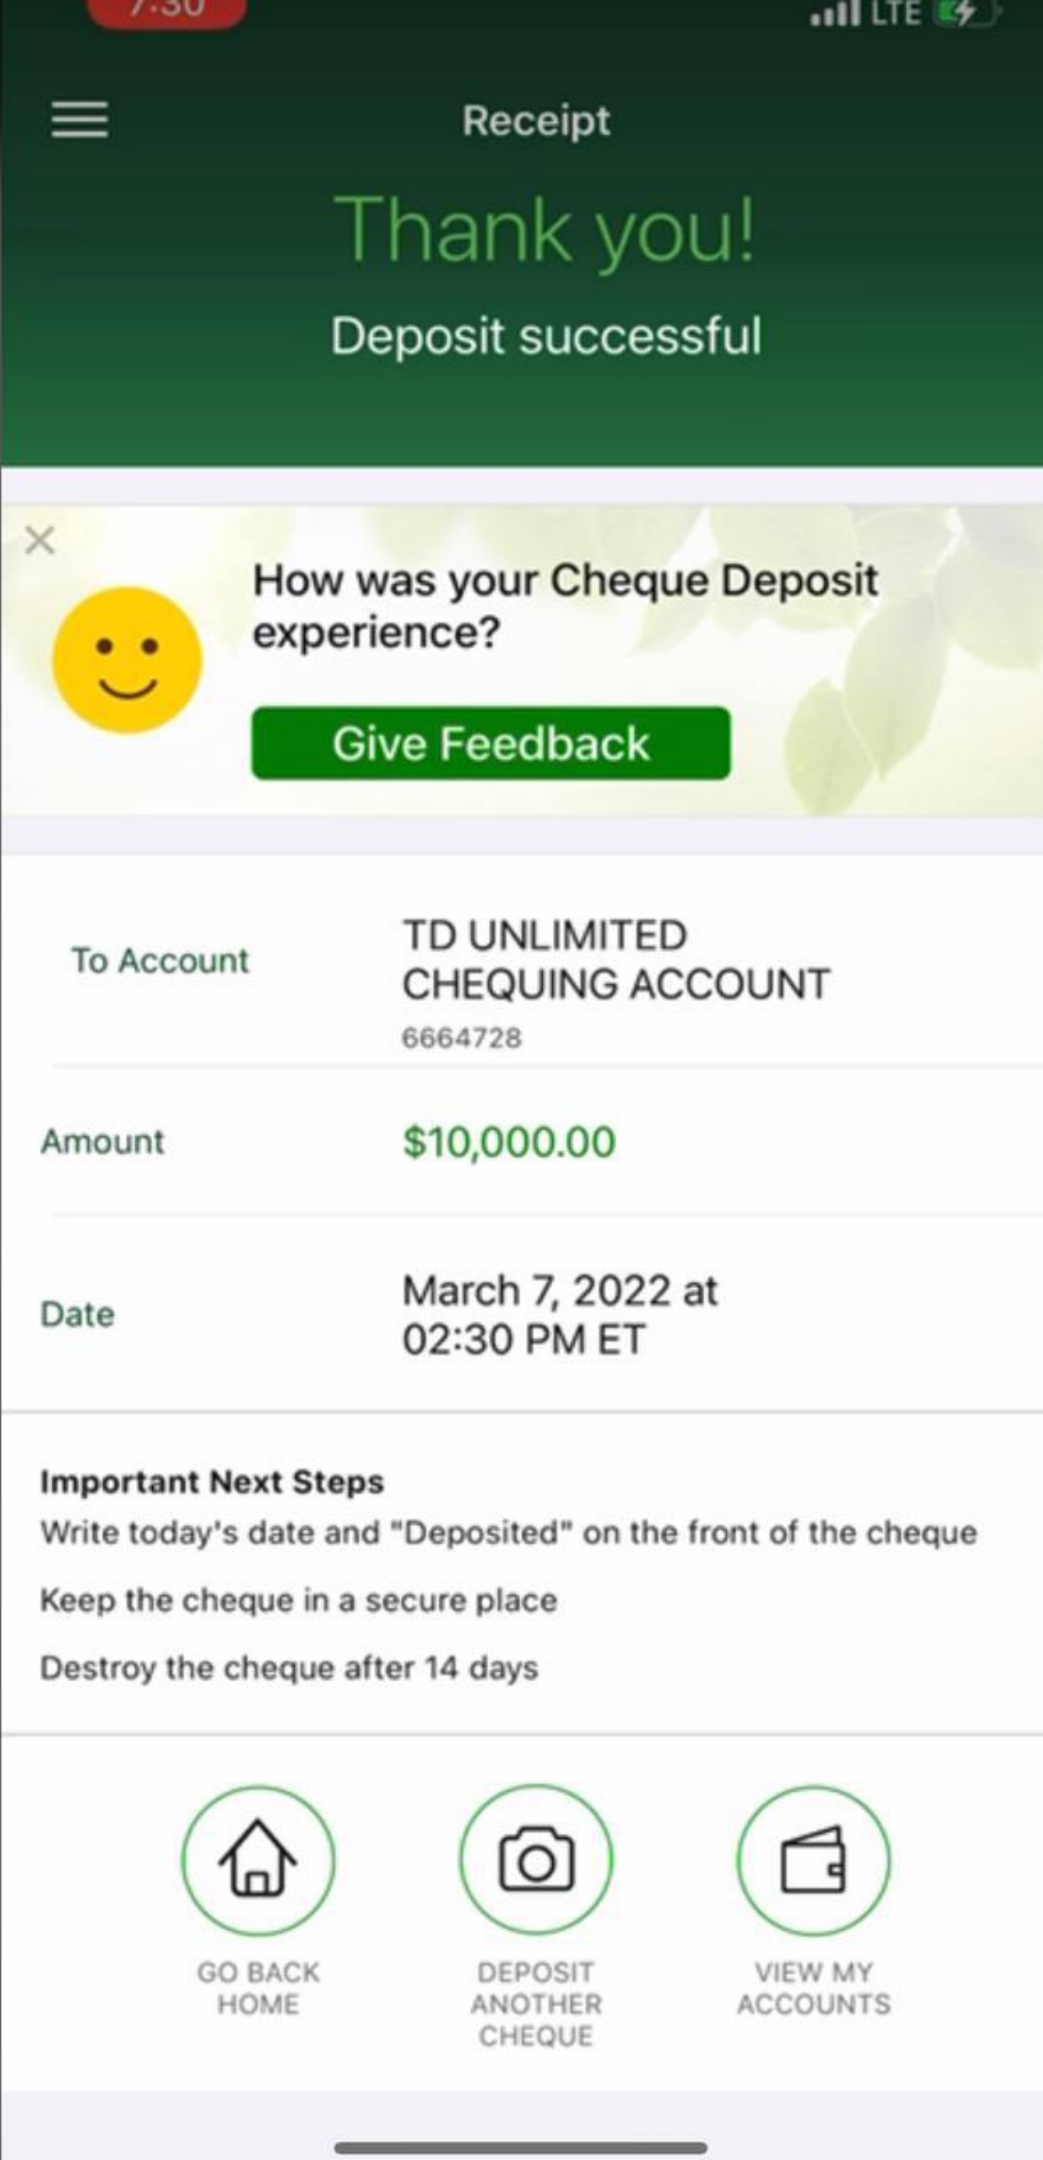 7:30
LTE
Receipt
Thank you!
Deposit successful
How was your Cheque Deposit
experience?
Give Feedback
To Account
TD UNLIMITED
CHEQUING ACCOUNT
6664728
Amount
$10,000.00
Date
March 7, 2022 at
02:30 PM ET
Important Next Steps
Write today's date and "Deposited" on the front of the cheque
Keep the cheque in a secure place
Destroy the cheque after 14 days
GO BACK
HOME
DEPOSIT
ANOTHER
CHEQUE
VIEW MY
ACCOUNTS